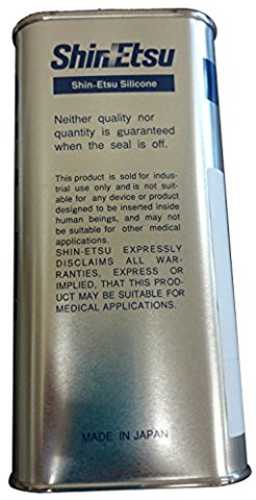 Shin-Etsu
Shin-Etsu Silicone
Neither quality nor
quantity is guaranteed
when the seal is off.
This product is sold for indus-
trial use only and is not suit-
able for any device or product
designed to be inserted inside
human beings, and may not
be suitable for other medical
applications.
SHIN-ETSU EXPRESSLY
DISCLAIMS ALL WAR-
RANTIES, EXPRESS OR
IMPLIED, THAT THIS PROD-
UCT MAY BE SUITABLE FOR
MEDICAL APPLICATIONS.
MADE IN JAPAN